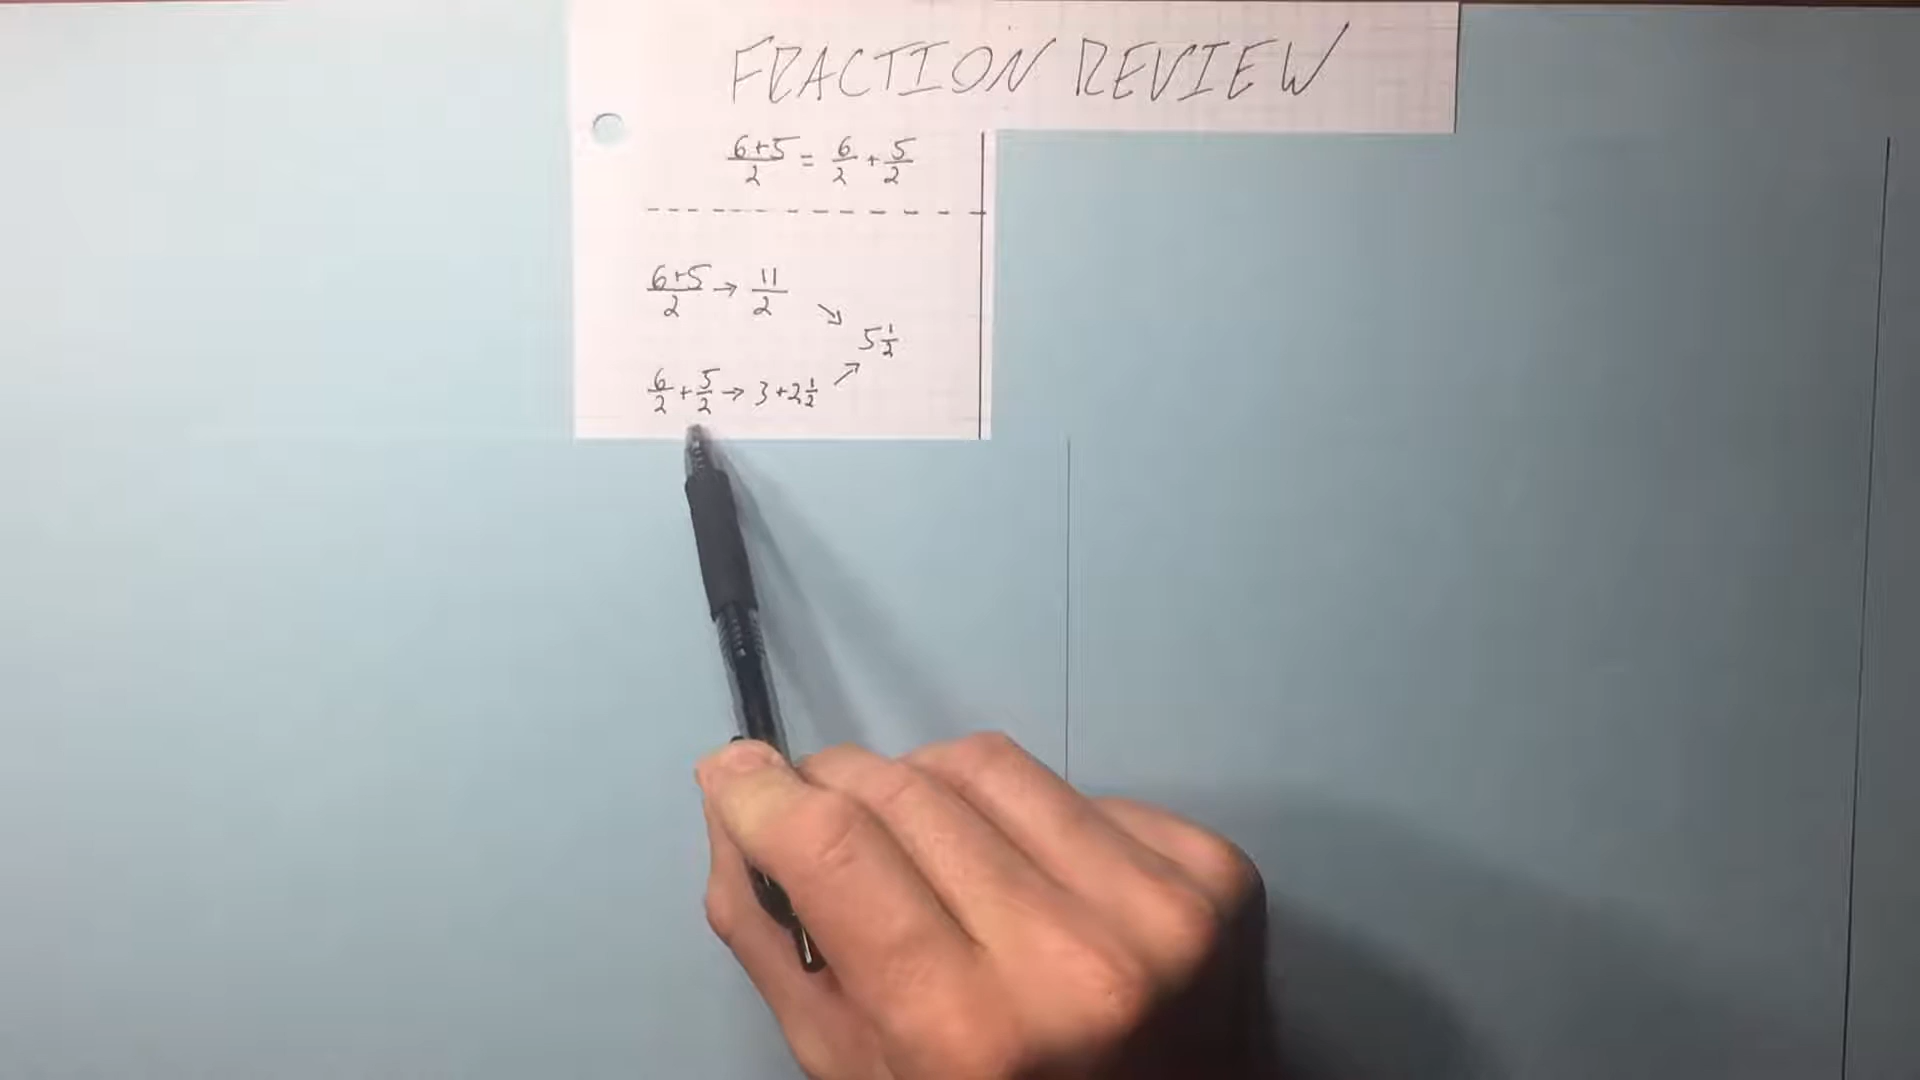 FRACTION REVIEW
6+5/2 = 6/2 + 5/2
6+5/2 → 11/2 ↘
5 1/2
6/2 + 5/2 → 3+2 1/2 ↗